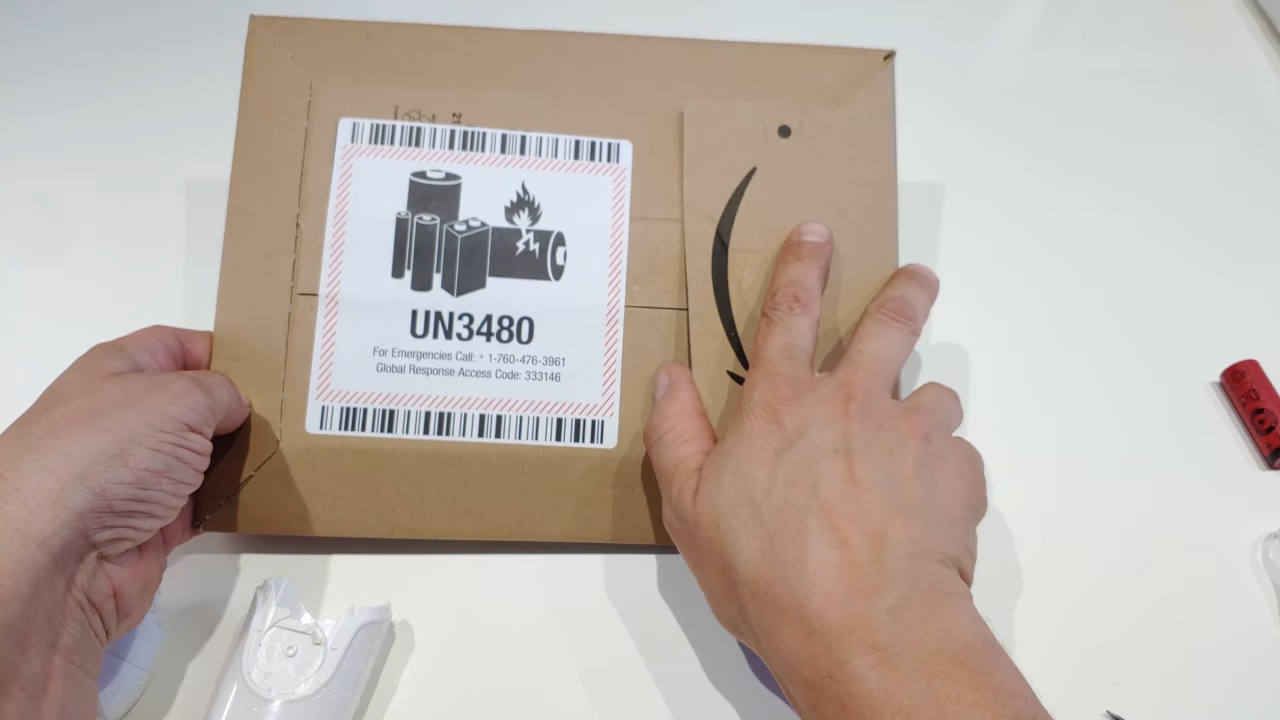 UN3480
For Emergencies Call: + 1-760-476-3961
Global Response Access Code: 333146